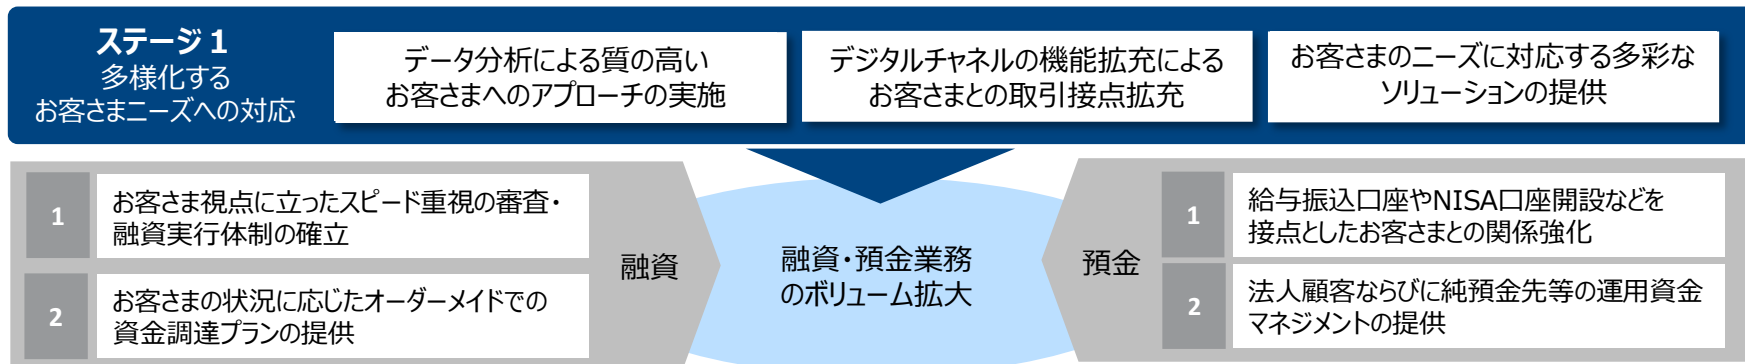 ステージ 1
多様化する
お客さまニーズへの対応
データ分析による質の高い
お客さまへのアプローチの実施
デジタルチャネルの機能拡充による
お客さまとの取引接点拡充
お客さまのニーズに対応する多彩な
ソリューションの提供
1
お客さま視点に立ったスピード重視の審査・
融資実行体制の確立
2
お客さまの状況に応じたオーダーメイドでの
資金調達プランの提供
融資
融資・預金業務
のボリューム拡大
預金
1
給与振込口座やNISA口座開設などを
接点としたお客さまとの関係強化
2
法人顧客ならびに純預金先等の運用資金
マネジメントの提供